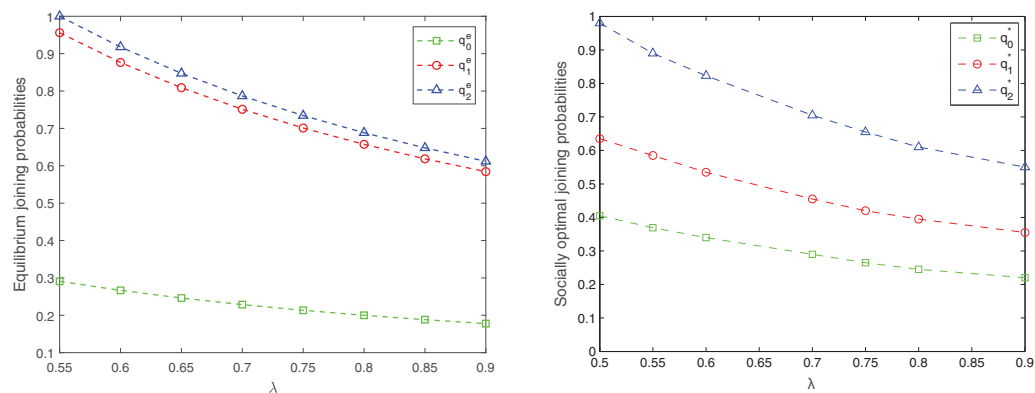 Equilibrium joining probabilities
1
0.9
0.8
0.7
0.6
0.5
0.4
0.3
0.2
0.1
0.55 0.6 0.65 0.7 0.75 0.8 0.85 0.9
λ
q₀ᵉ
q₁ᵉ
q₂ᵉ
Socially optimal joining probabilities
1
0.9
0.8
0.7
0.6
0.5
0.4
0.3
0.2
0.1
0
0.5 0.55 0.6 0.65 0.7 0.75 0.8 0.85 0.9
λ
q₀*
q₁*
q₂*